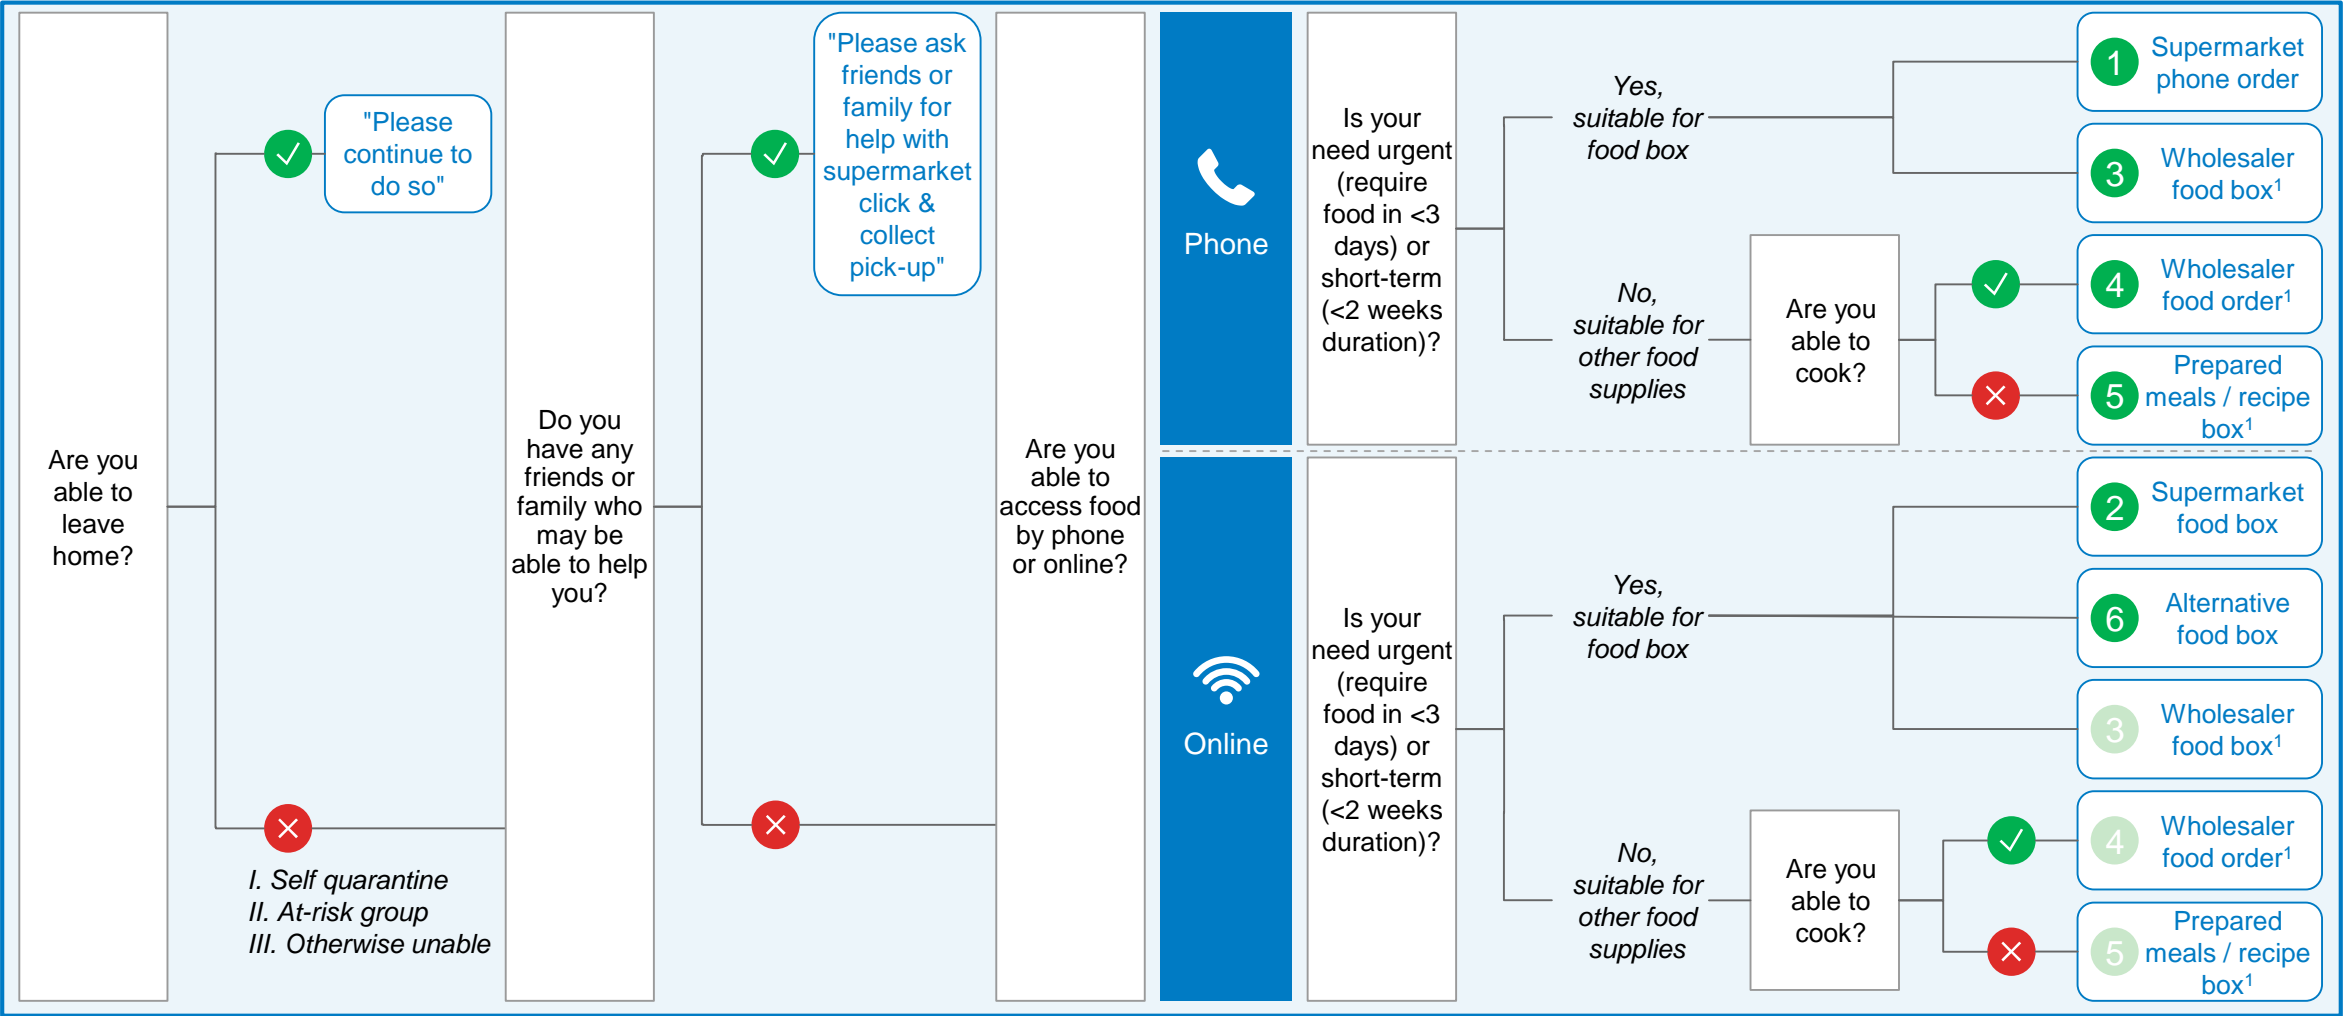 Are you
able to
leave
home?
"Please
continue to
do so"
I. Self quarantine
II. At-risk group
III. Otherwise unable
Do you
have any
friends or
family who
may be
able to help
you?
"Please ask
friends or
family for
help with
supermarket
click &
collect
pick-up"
Are you
able to
access food
by phone
or online?
Phone
Is your
need urgent
(require
food in <3
days) or
short-term
(<2 weeks
duration)?
Yes,
suitable for
food box
No,
suitable for
other food
supplies
Are you
able to
cook?
1
Supermarket
phone order
3
Wholesaler
food box¹
4
Wholesaler
food order¹
5
Prepared
meals / recipe
box¹
Online
Is your
need urgent
(require
food in <3
days) or
short-term
(<2 weeks
duration)?
Yes,
suitable for
food box
No,
suitable for
other food
supplies
Are you
able to
cook?
2
Supermarket
food box
6
Alternative
food box
3
Wholesaler
food box¹
4
Wholesaler
food order¹
5
Prepared
meals / recipe
box¹